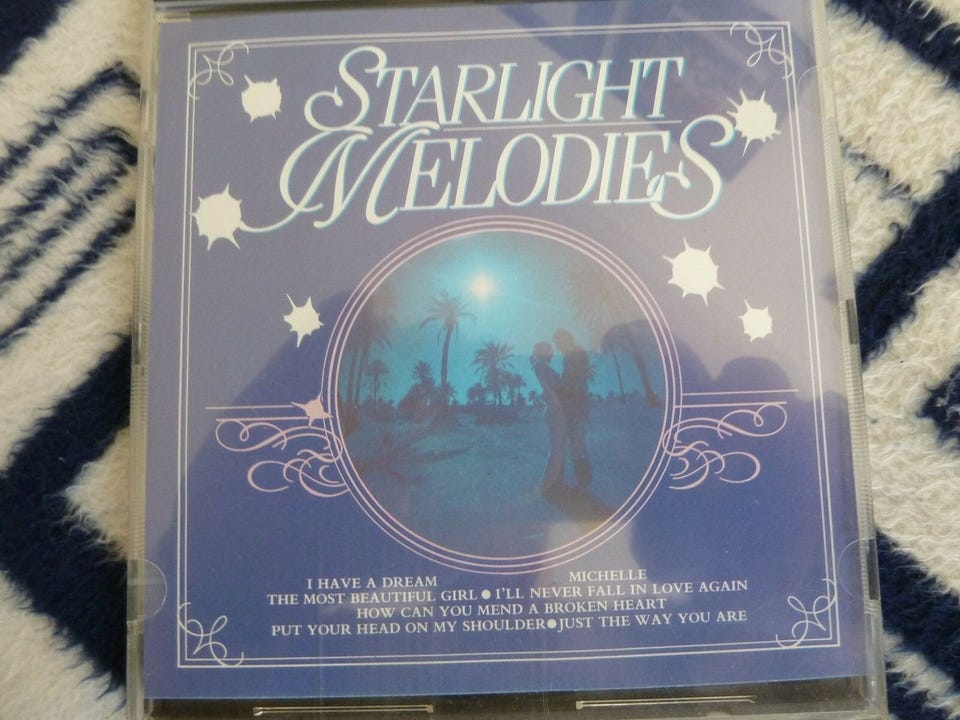 STARLIGHT
MELODIES
I HAVE A DREAM MICHELLE
THE MOST BEAUTIFUL GIRL ● I'LL NEVER FALL IN LOVE AGAIN
HOW CAN YOU MEND A BROKEN HEART
PUT YOUR HEAD ON MY SHOULDER●JUST THE WAY YOU ARE